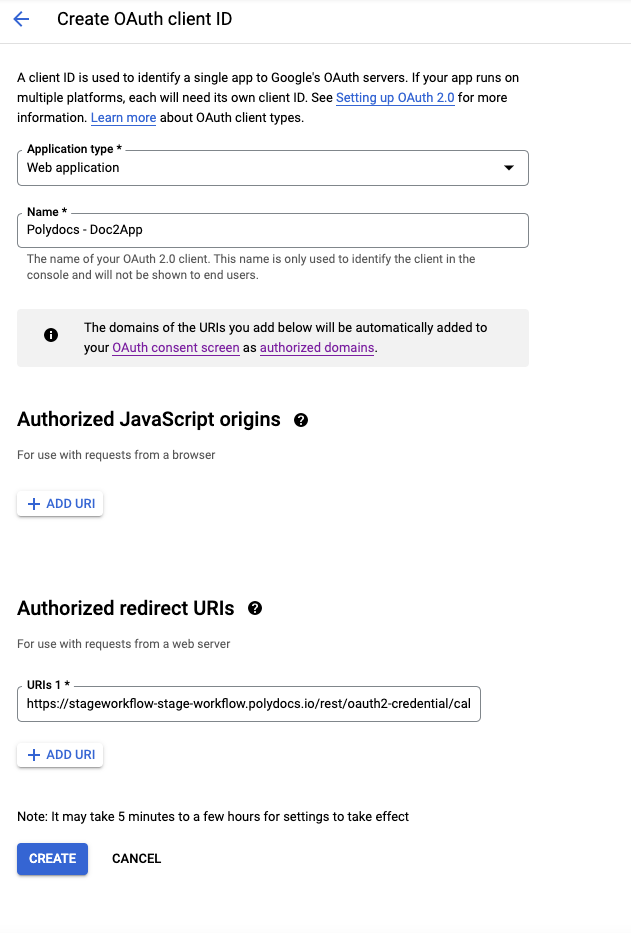 Create OAuth client ID
A client ID is used to identify a single app to Google's OAuth servers. If your app runs on
multiple platforms, each will need its own client ID. See Setting up OAuth 2.0 for more
information. Learn more about OAuth client types.
Application type *
Web application
Name *
Polydocs - Doc2App
The name of your OAuth 2.0 client. This name is only used to identify the client in the
console and will not be shown to end users.
The domains of the URIs you add below will be automatically added to
your OAuth consent screen as authorized domains.
Authorized JavaScript origins
For use with requests from a browser
ADD URI
Authorized redirect URIs
For use with requests from a web server
URIs 1 *
https://stageworkflow-stage-workflow.polydocs.io/rest/oauth2-credential/cal
ADD URI
Note: It may take 5 minutes to a few hours for settings to take effect
CREATE CANCEL